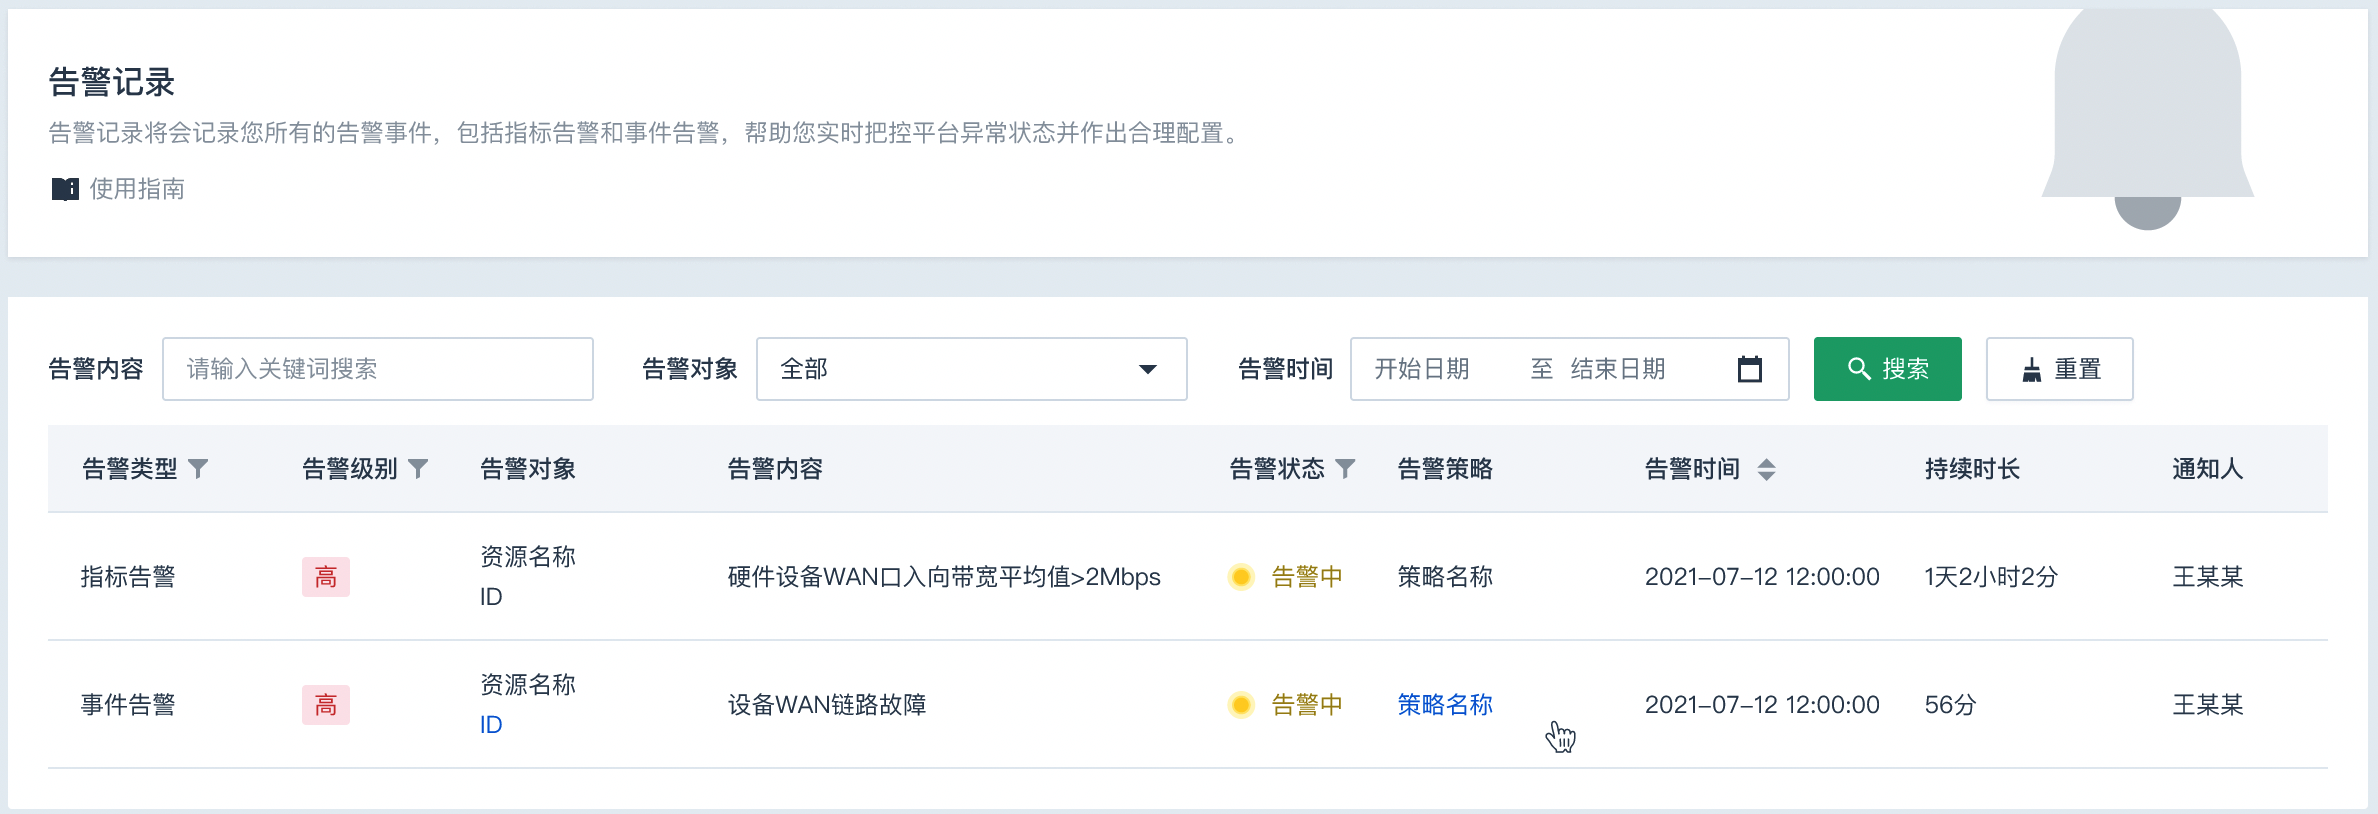 告警记录
告警记录将会记录您所有的告警事件，包括指标告警和事件告警，帮助您实时把控平台异常状态并作出合理配置。
使用指南
告警内容 请输入关键词搜索 告警对象 全部 告警时间 开始日期 至 结束日期 搜索 重置
告警类型 告警级别 告警对象 告警内容 告警状态 告警策略 告警时间 持续时长 通知人
指标告警 高 资源名称 硬件设备WAN口入向带宽平均值>2Mbps 告警中 策略名称 2021-07-12 12:00:00 1天2小时2分 王某某
ID
事件告警 高 资源名称 设备WAN链路故障 告警中 策略名称 2021-07-12 12:00:00 56分 王某某
ID